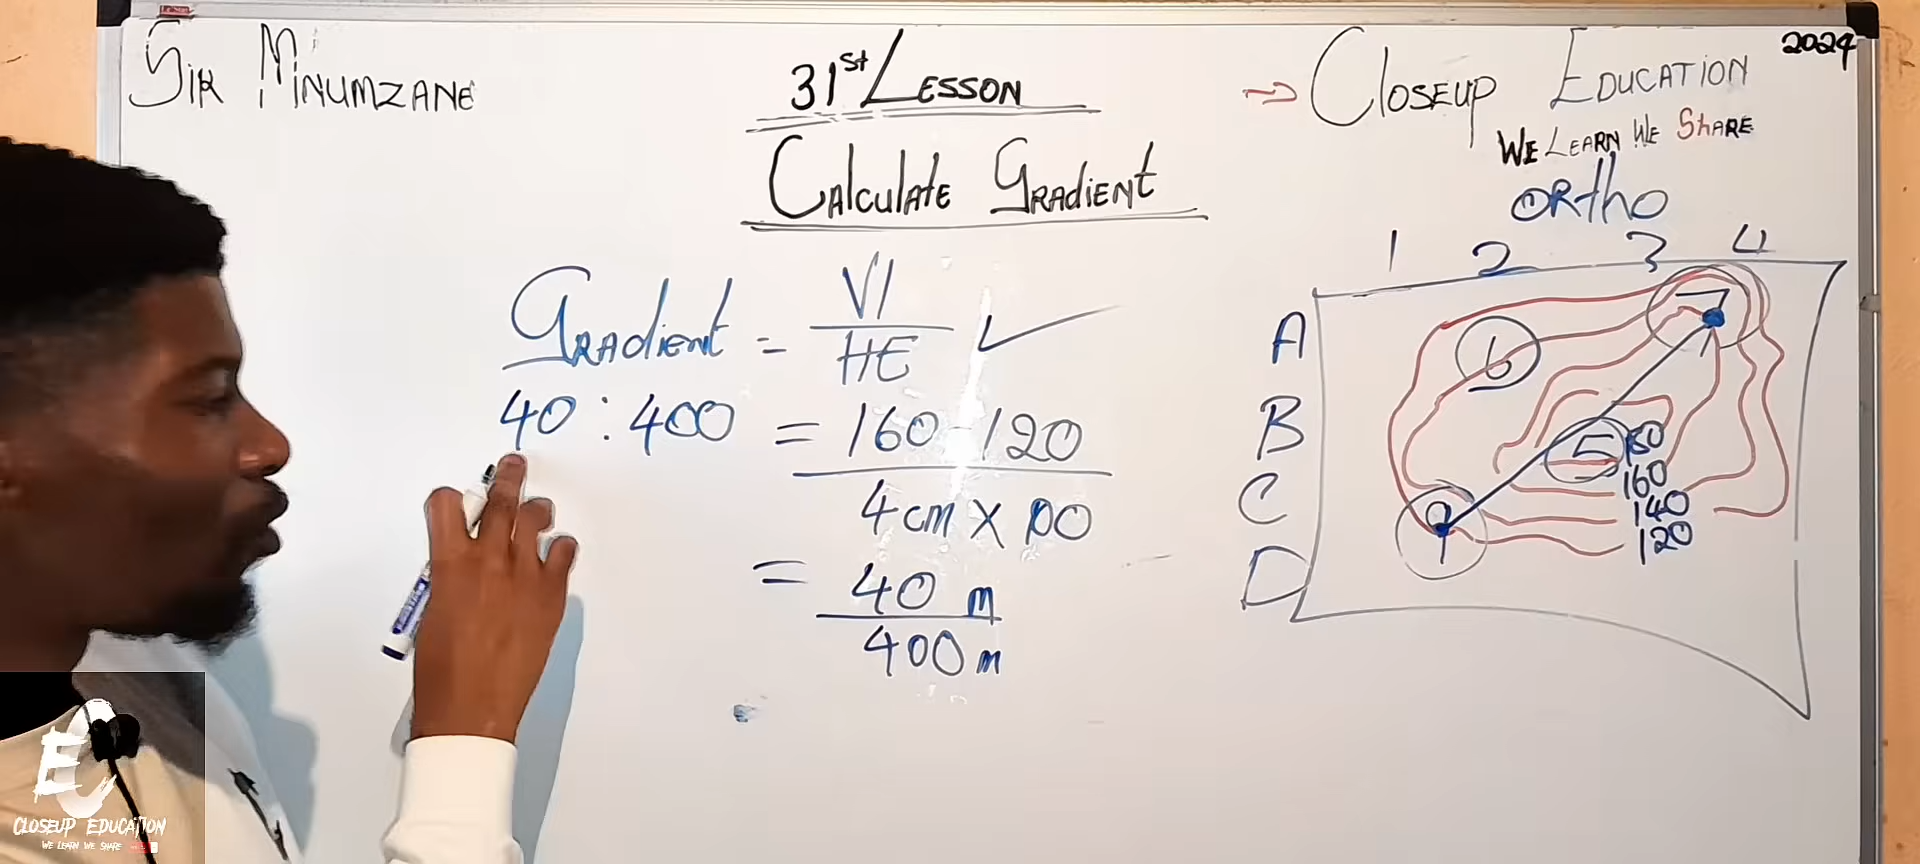 SIR MINUMZANE
31st LESSON
CALCULATE GRADIENT
→ CLOSEUP EDUCATION
2024
WE LEARN WE ShARE
ORthO
GRADIENT = VI
HE ✓
40 : 400 = 160 - 120
4cm × 100
= 40 m
400 m
1 2 3 4
A
B
C
D
7
6
5
9
180
160
140
120
EC
CLOSEUP EDUCATION
WE LEARN WE SHARE